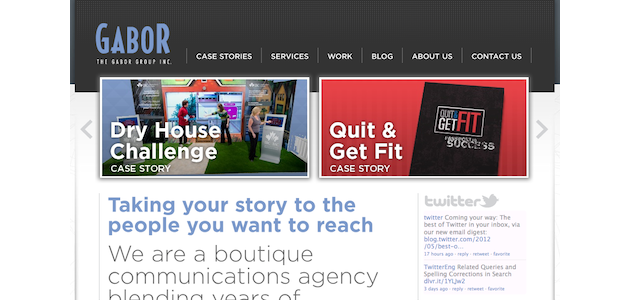 GABOR
THE GABOR GROUP INC.
CASE STORIES
SERVICES
WORK
BLOG
ABOUT US
CONTACT US
Dry House
Challenge
CASE STORY
Quit &
Get Fit
CASE STORY
QUIT &
GET FIT
SUCCESS
Taking your story to the
people you want to reach
We are a boutique
communications agency
blending years of
twitter
twitter Coming your way: The
best of Twitter in your inbox, via
our new email digest:
blog.twitter.com/2012
/05/best-o...
17 hours ago · reply · retweet · favorite
TwitterEng Related Queries and
Spelling Corrections in Search
dlvr.it/1YLJw2
3 days ago · reply · retweet · favorite